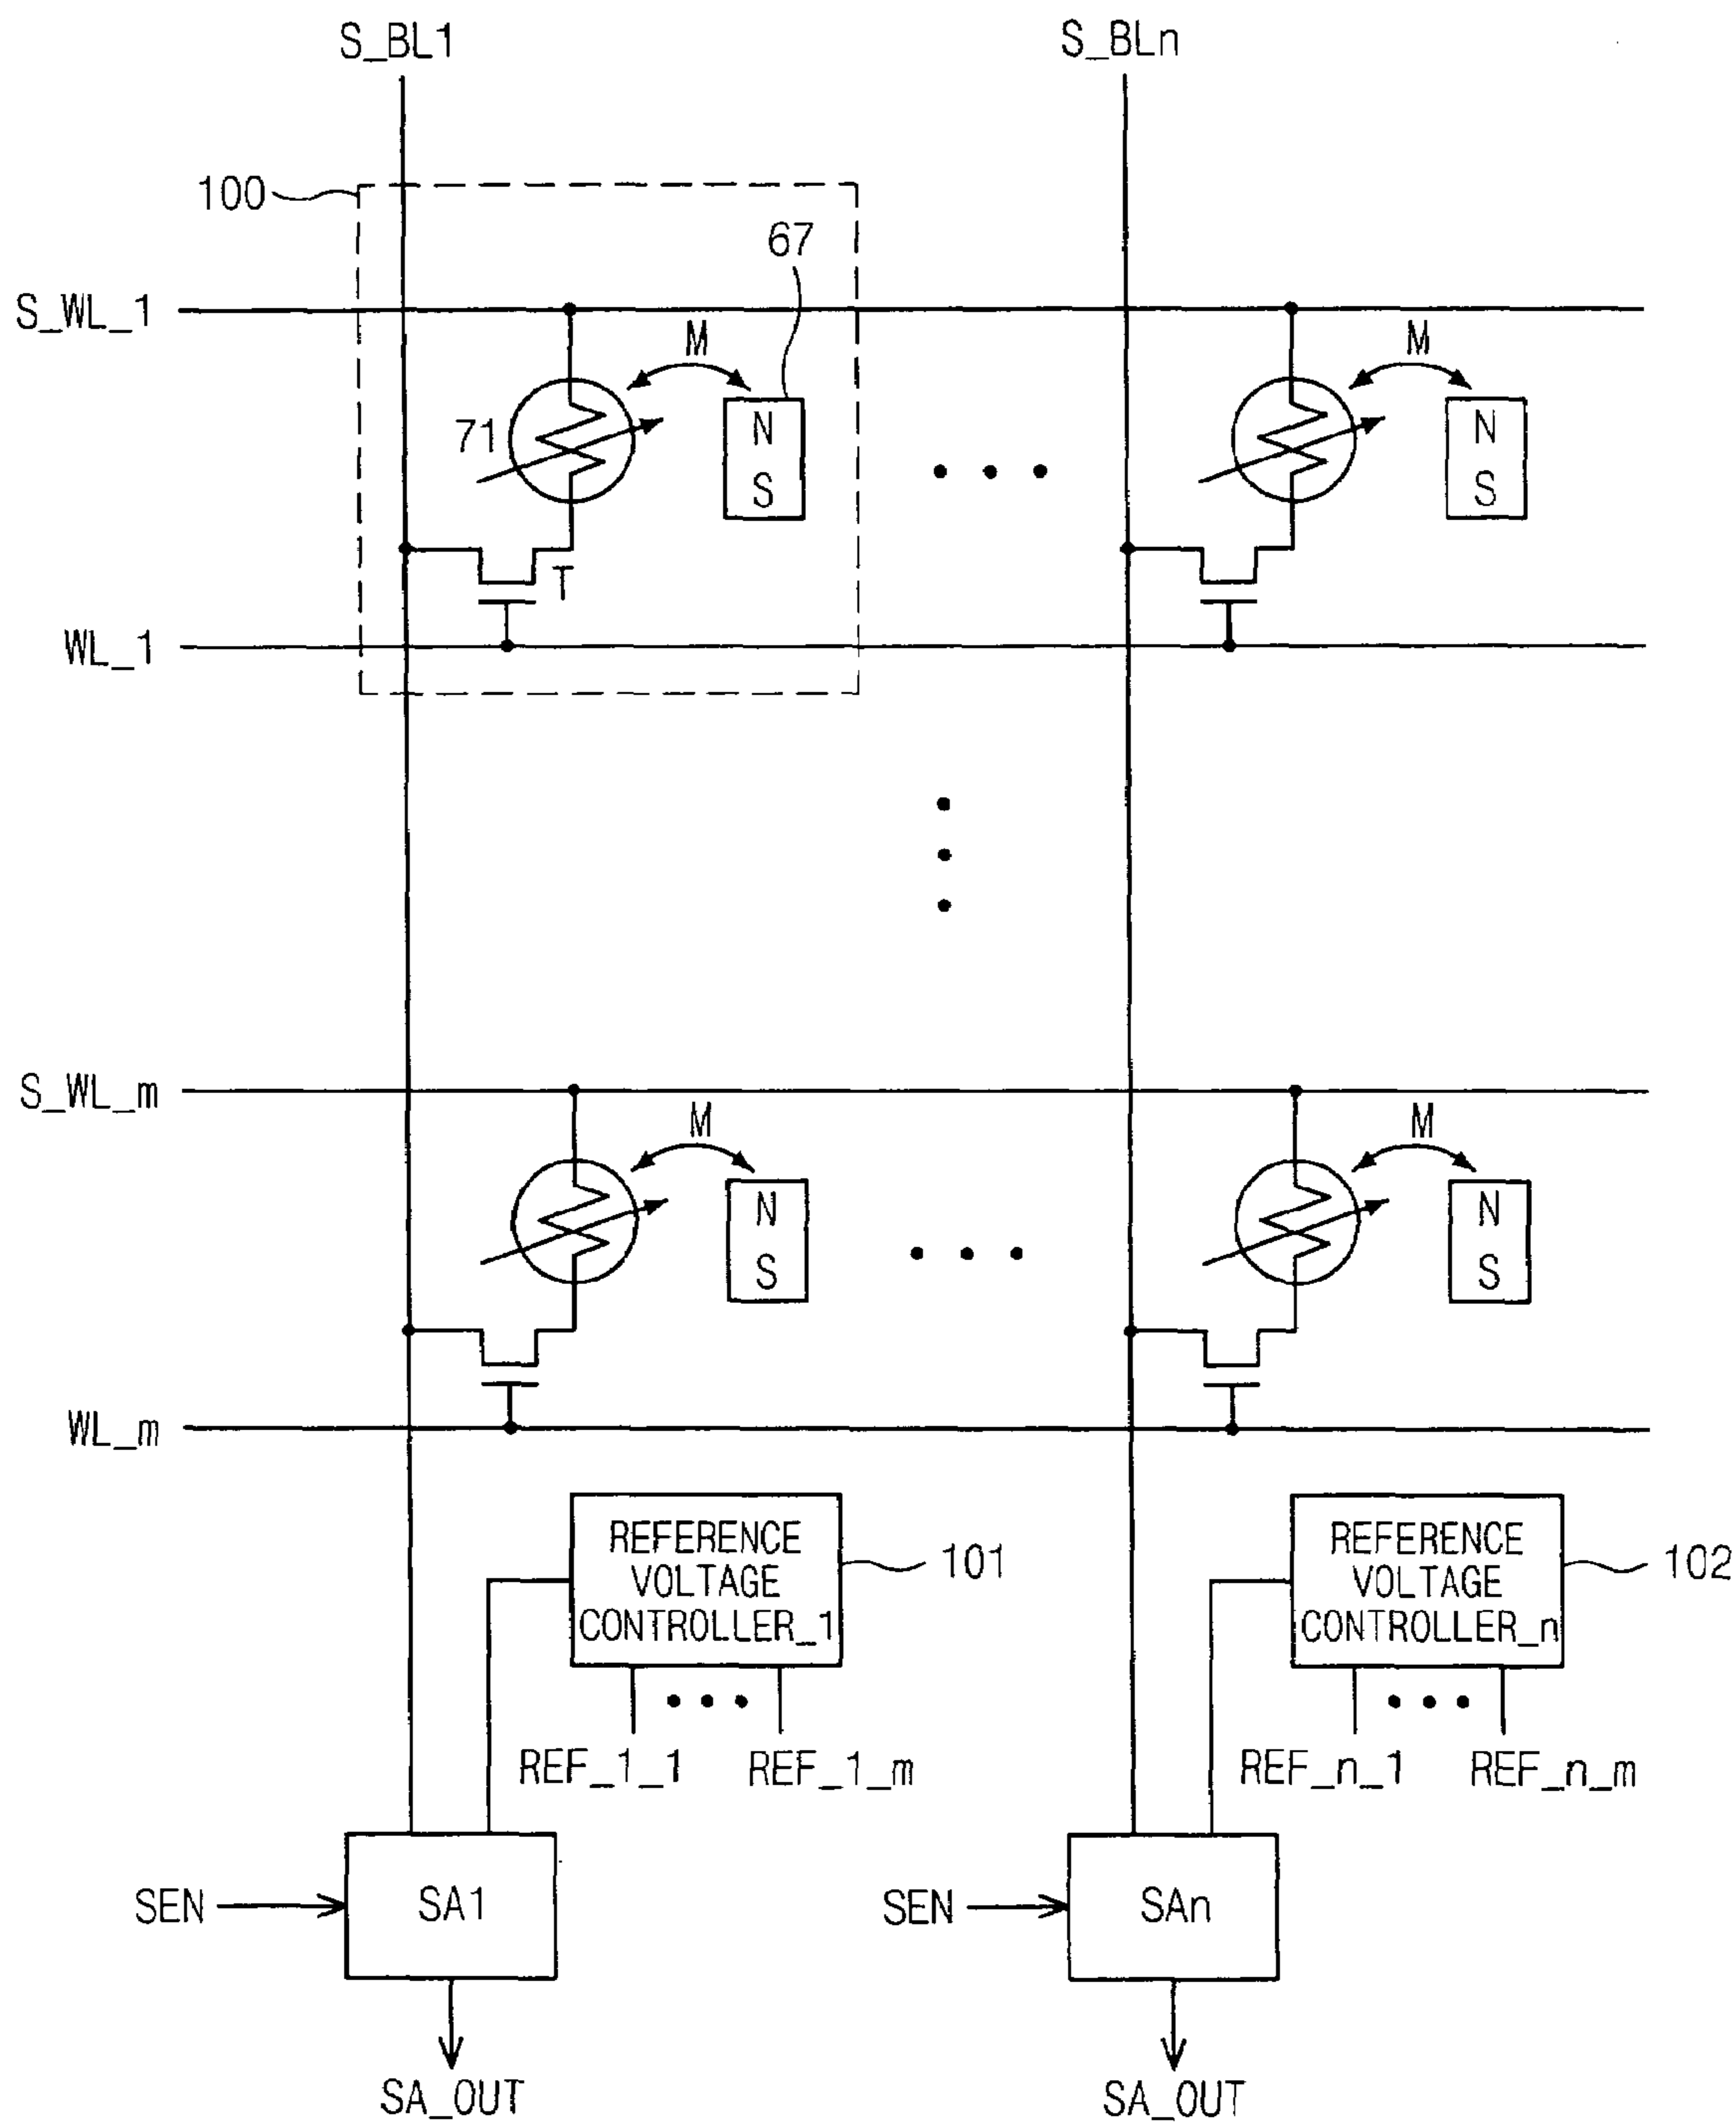 S_BL1 S_BLn
100
67
S_WL_1
M M
71 N N
S S
T
WL_1
S_WL_m
M M
N N
S S
WL_m
REFERENCE
VOLTAGE
CONTROLLER_1
101
REFERENCE
VOLTAGE
CONTROLLER_n
102
REF_1_1 REF_1_m REF_n_1 REF_n_m
SEN SA1 SEN SAn
SA_OUT SA_OUT